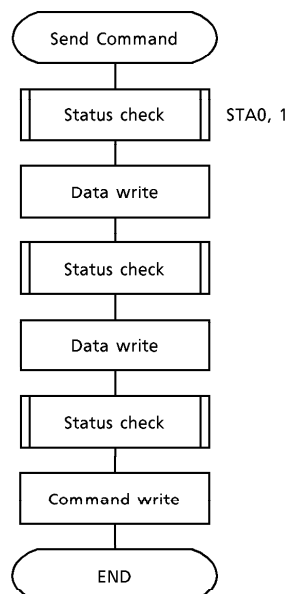 Send Command
Status check STA0, 1
Data write
Status check
Data write
Status check
Command write
END